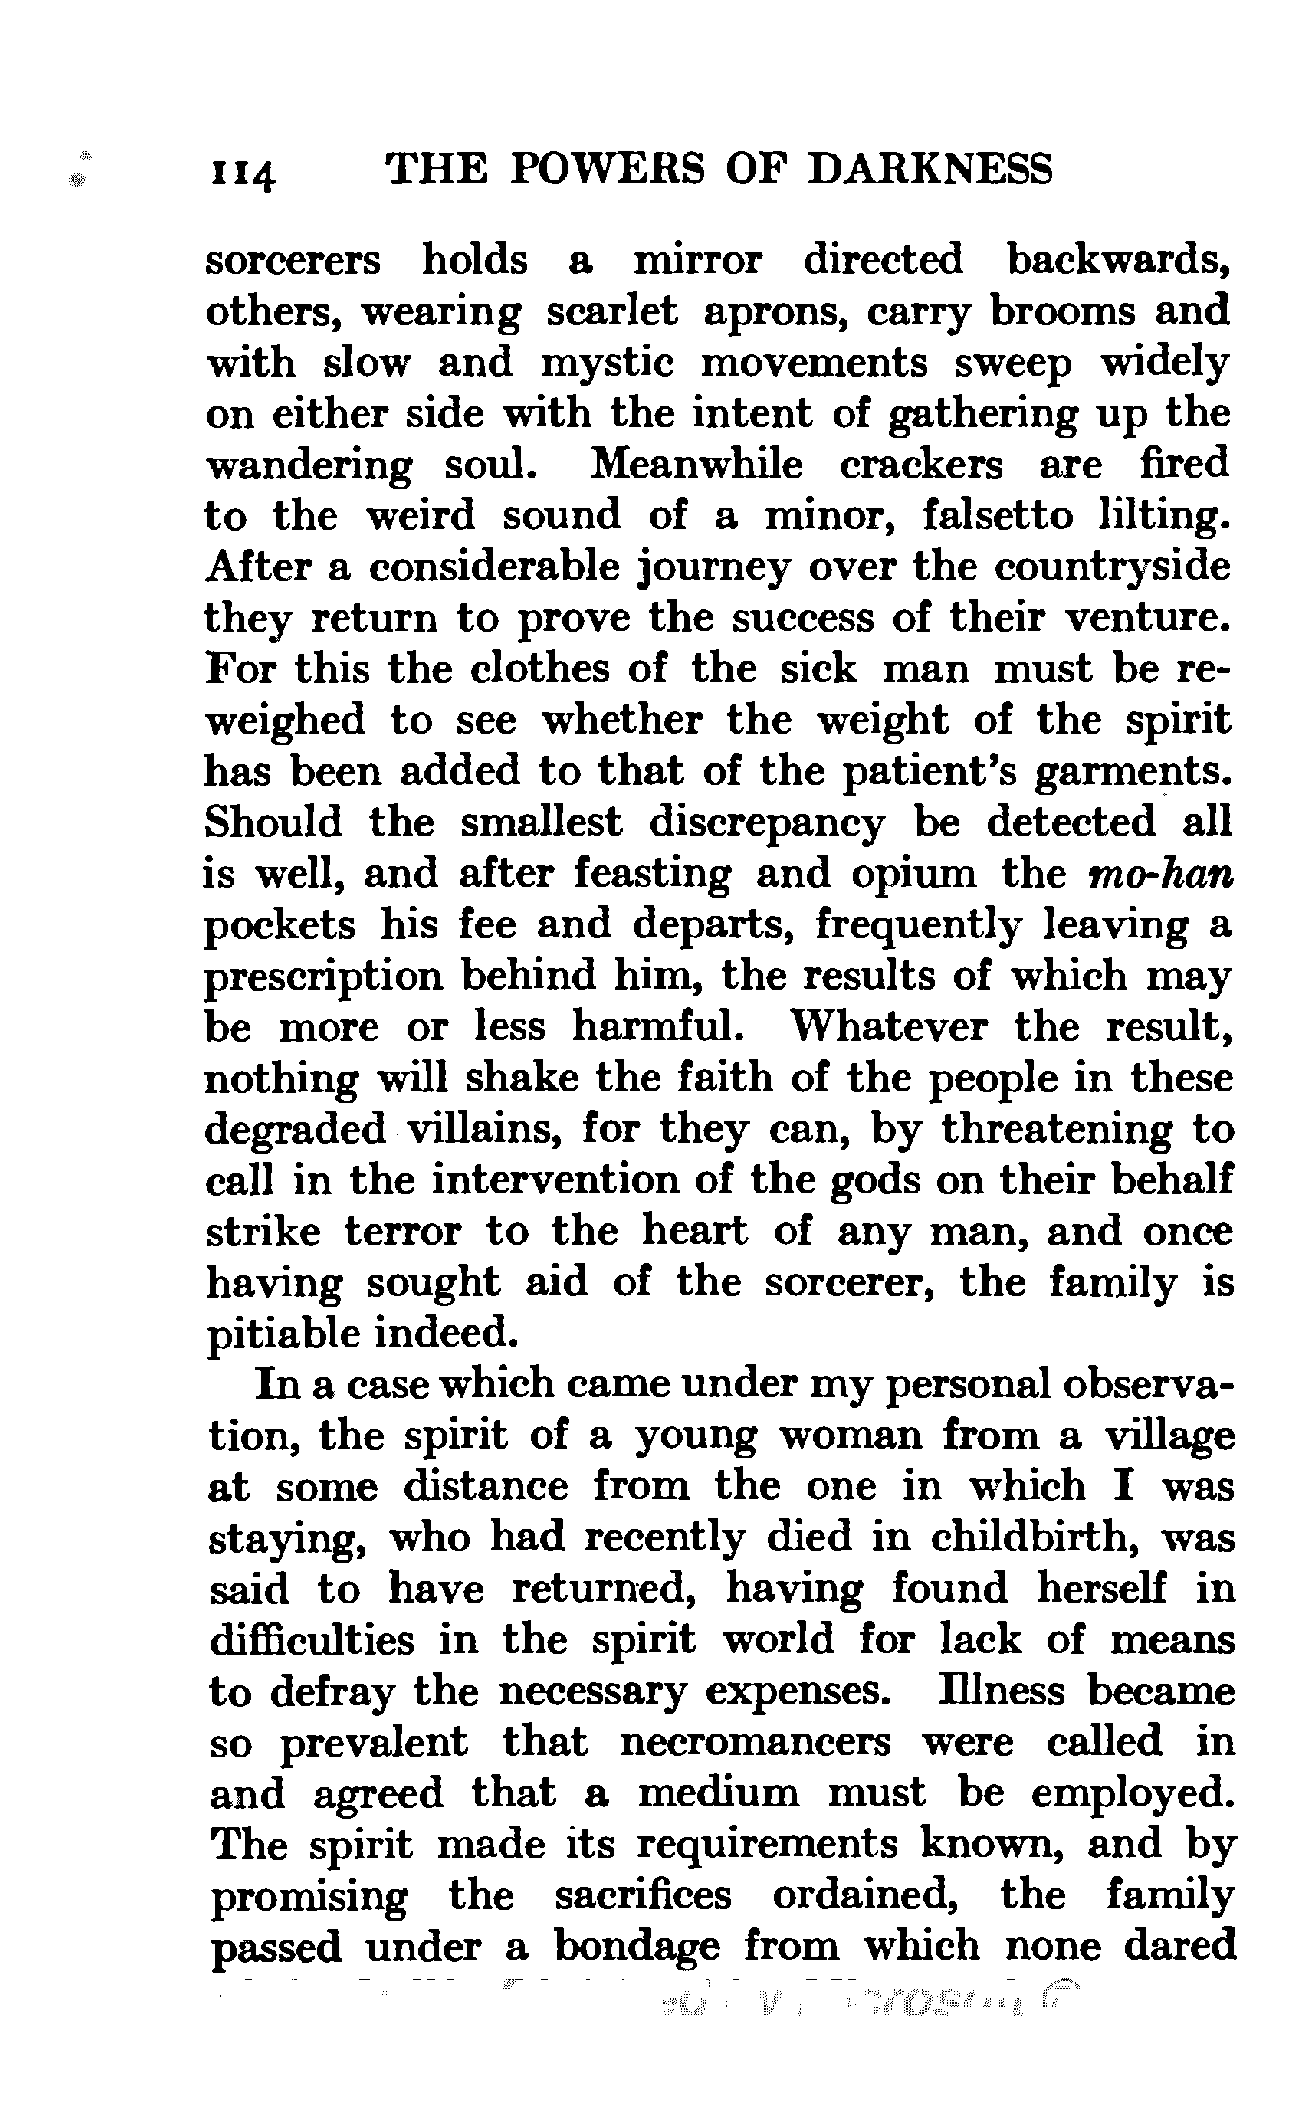 114 THE POWERS OF DARKNESS
sorcerers holds a mirror directed backwards,
others, wearing scarlet aprons, carry brooms and
with slow and mystic movements sweep widely
on either side with the intent of gathering up the
wandering soul. Meanwhile crackers are fired
to the weird sound of a minor, falsetto lilting.
After a considerable journey over the countryside
they return to prove the success of their venture.
For this the clothes of the sick man must be re-
weighed to see whether the weight of the spirit
has been added to that of the patient's garments.
Should the smallest discrepancy be detected all
is well, and after feasting and opium the mo-han
pockets his fee and departs, frequently leaving a
prescription behind him, the results of which may
be more or less harmful. Whatever the result,
nothing will shake the faith of the people in these
degraded villains, for they can, by threatening to
call in the intervention of the gods on their behalf
strike terror to the heart of any man, and once
having sought aid of the sorcerer, the family is
pitiable indeed.
In a case which came under my personal observa-
tion, the spirit of a young woman from a village
at some distance from the one in which I was
staying, who had recently died in childbirth, was
said to have returned, having found herself in
difficulties in the spirit world for lack of means
to defray the necessary expenses. Illness became
so prevalent that necromancers were called in
and agreed that a medium must be employed.
The spirit made its requirements known, and by
promising the sacrifices ordained, the family
passed under a bondage from which none dared